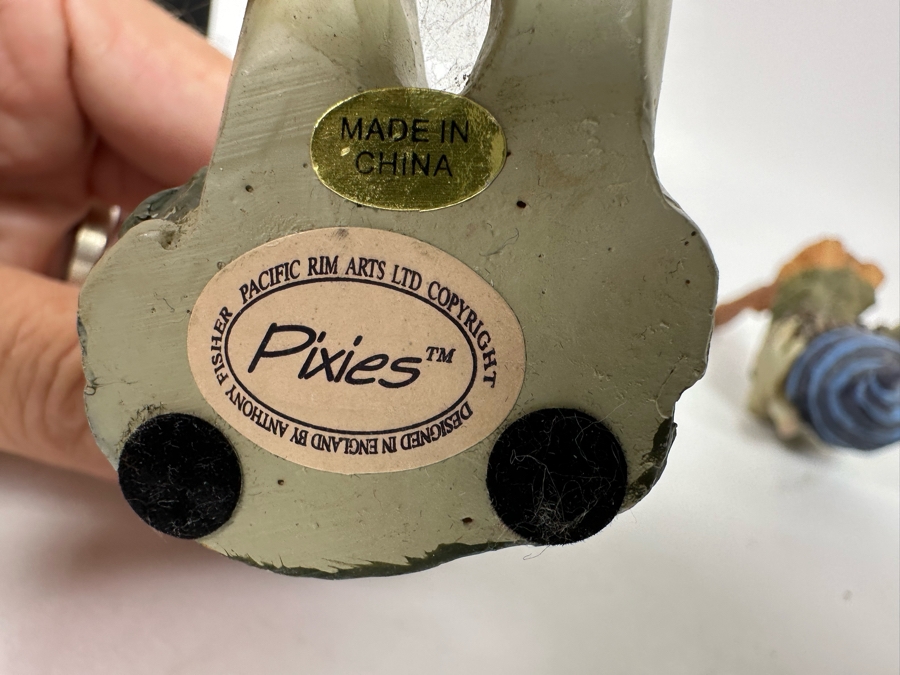 MADE IN
CHINA
PACIFIC RIM ARTS LTD COPYRIGHT
Pixies™
DESIGNED IN ENGLAND BY ANTHONY FISHER